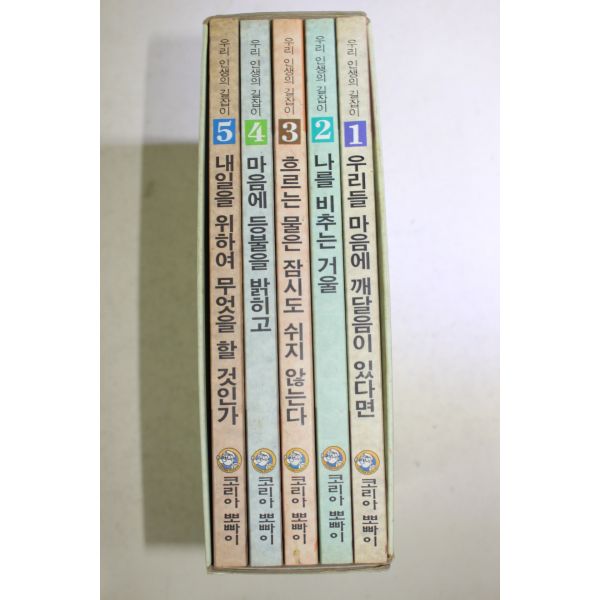 우리 인생의 길잡이
5
내일을 위하여 무엇을 할 것인가
코리아 뽀빠이
우리 인생의 길잡이
4
마음에 등불을 밝히고
코리아 뽀빠이
우리 인생의 길잡이
3
흐르는 물은 잠시도 쉬지 않는다
코리아 뽀빠이
우리 인생의 길잡이
2
나를 비추는 거울
코리아 뽀빠이
우리 인생의 길잡이
1
우리들 마음에 깨달음이 있다면
코리아 뽀빠이